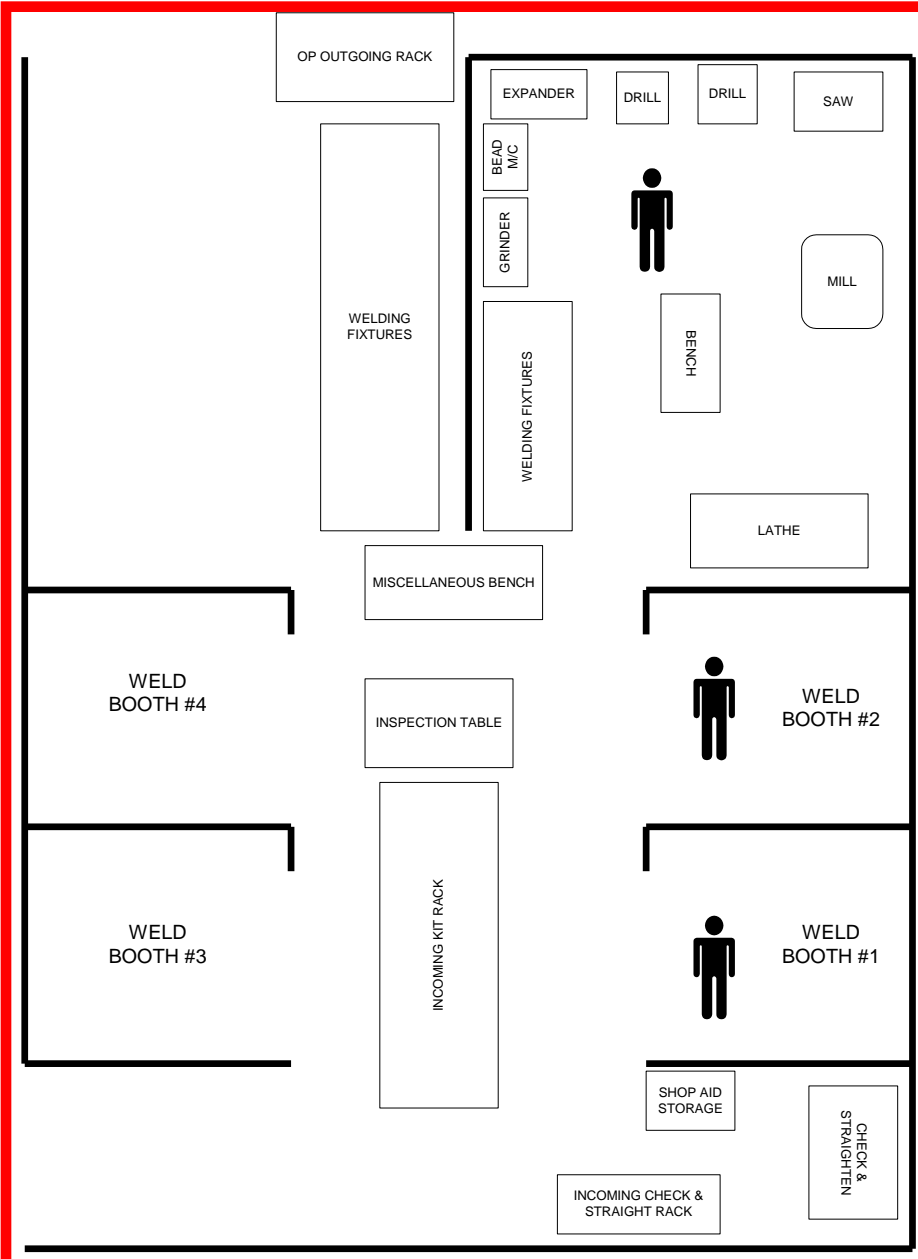 OP OUTGOING RACK
EXPANDER
DRILL
DRILL
SAW
BEAD
M/C
GRINDER
MILL
WELDING
FIXTURES
BENCH
WELDING FIXTURES
LATHE
MISCELLANEOUS BENCH
WELD
BOOTH #4
INSPECTION TABLE
WELD
BOOTH #2
WELD
BOOTH #3
INCOMING KIT RACK
WELD
BOOTH #1
SHOP AID
STORAGE
CHECK &
STRAIGHTEN
INCOMING CHECK &
STRAIGHT RACK